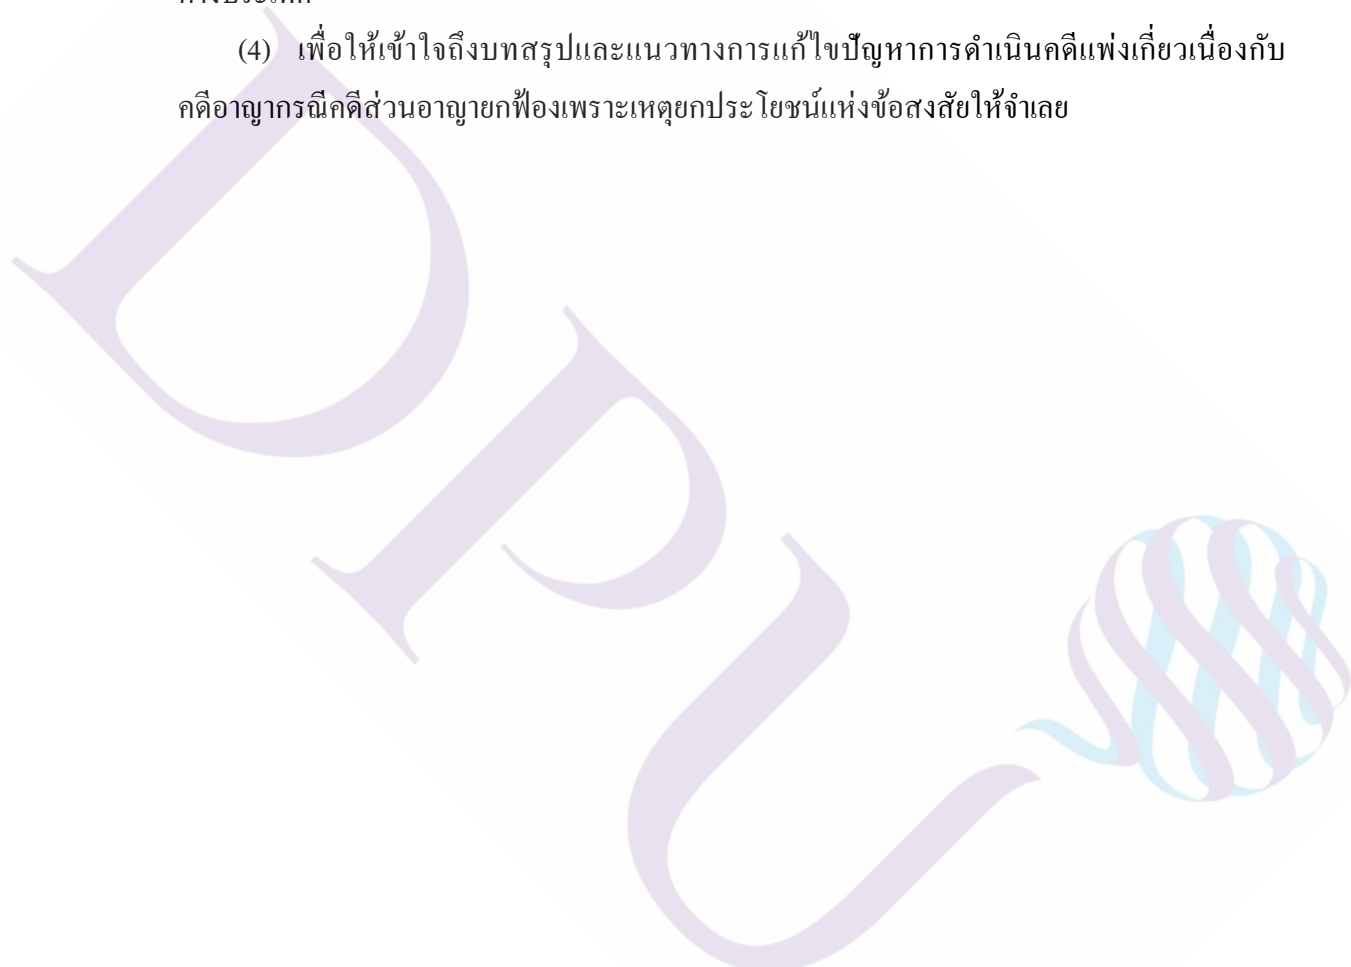 (4) เพื่อให้เข้าใจถึงบทสรุปและแนวทางการแก้ไขปัญหาการดำเนินคดีแพ่งเกี่ยวเนื่องกับ
คดีอาญากรณีคดีส่วนอาญายกฟ้องเพราะเหตุยกประโยชน์แห่งข้อสงสัยให้จำเลย
DPU